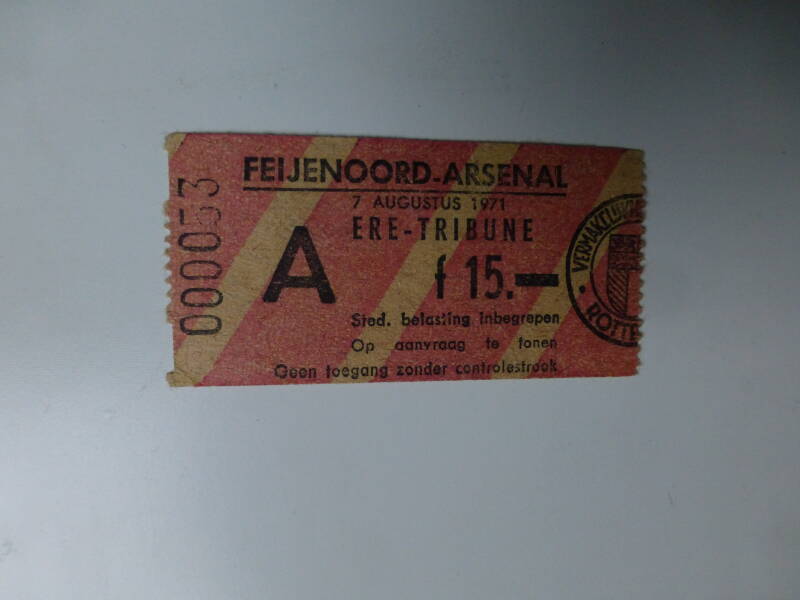 FEIJENOORD-ARSENAL
7 AUGUSTUS 1971
ERE-TRIBUNE
A
f 15.-
Sted. belasting inbegrepen
Op aanvraag te tonen
Geen toegang zonder controlestrook
000053